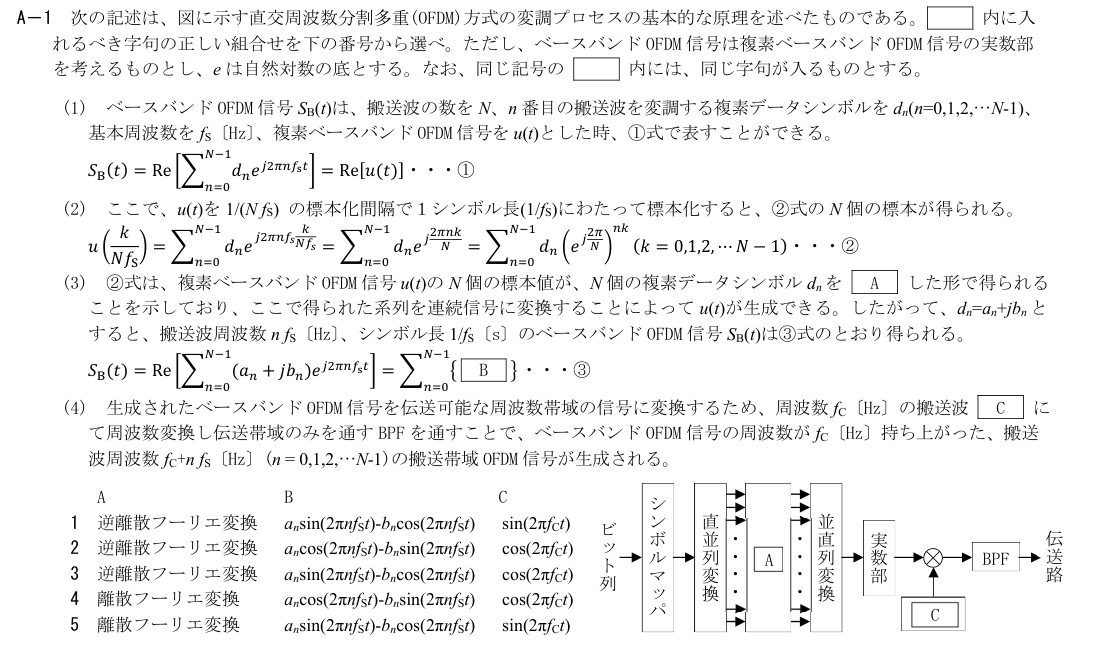 A－1 次の記述は、図に示す直交周波数分割多重(OFDM)方式の変調プロセスの基本的な原理を述べたものである。 内に入
れるべき字句の正しい組合せを下の番号から選べ。ただし、ベースバンド OFDM 信号は複素ベースバンド OFDM 信号の実数部
を考えるものとし、e は自然対数の底とする。なお、同じ記号の 内には、同じ字句が入るものとする。
(1) ベースバンド OFDM 信号 S_B(t)は、搬送波の数を N、n 番目の搬送波を変調する複素データシンボルを d_n(n=0,1,2,⋯N-1)、
基本周波数を f_S〔Hz〕、複素ベースバンド OFDM 信号を u(t)とした時、①式で表すことができる。
S_B(t) = Re[∑_{n=0}^{N−1} d_n e^{j2πnf_s t}] = Re[u(t)]・・・①
(2) ここで、u(t)を 1/(N f_S) の標本化間隔で 1 シンボル長(1/f_S)にわたって標本化すると、②式の N 個の標本が得られる。
u(k/(Nf_S)) = ∑_{n=0}^{N−1} d_n e^{j2πnf_s k/(Nf_s)} = ∑_{n=0}^{N−1} d_n e^{j2πnk/N} = ∑_{n=0}^{N−1} d_n (e^{j2π/N})^{nk} (k = 0,1,2,⋯ N − 1)・・・②
(3) ②式は、複素ベースバンド OFDM 信号 u(t)の N 個の標本値が、N 個の複素データシンボル d_n を A した形で得られる
ことを示しており、ここで得られた系列を連続信号に変換することによって u(t)が生成できる。したがって、d_n=a_n+jb_n と
すると、搬送波周波数 n f_S〔Hz〕、シンボル長 1/f_S〔s〕のベースバンド OFDM 信号 S_B(t)は③式のとおり得られる。
S_B(t) = Re[∑_{n=0}^{N−1} (a_n + jb_n)e^{j2πnf_s t}] = ∑_{n=0}^{N−1} { B }・・・③
(4) 生成されたベースバンド OFDM 信号を伝送可能な周波数帯域の信号に変換するため、周波数 f_C〔Hz〕の搬送波 C に
て周波数変換し伝送帯域のみを通す BPF を通すことで、ベースバンド OFDM 信号の周波数が f_C〔Hz〕持ち上がった、搬送
波周波数 f_C+n f_S〔Hz〕(n = 0,1,2,⋯N-1)の搬送帯域 OFDM 信号が生成される。
A B C
1 逆離散フーリエ変換 a_n sin(2πnf_S t)-b_n cos(2πnf_S t) sin(2πf_C t)
2 逆離散フーリエ変換 a_n cos(2πnf_S t)-b_n sin(2πnf_S t) cos(2πf_C t)
3 逆離散フーリエ変換 a_n sin(2πnf_S t)-b_n cos(2πnf_S t) cos(2πf_C t)
4 離散フーリエ変換 a_n cos(2πnf_S t)-b_n sin(2πnf_S t) cos(2πf_C t)
5 離散フーリエ変換 a_n sin(2πnf_S t)-b_n cos(2πnf_S t) sin(2πf_C t)
ビット列
シンボルマッパ
直並列変換
A
並直列変換
実数部
C
BPF
伝送路